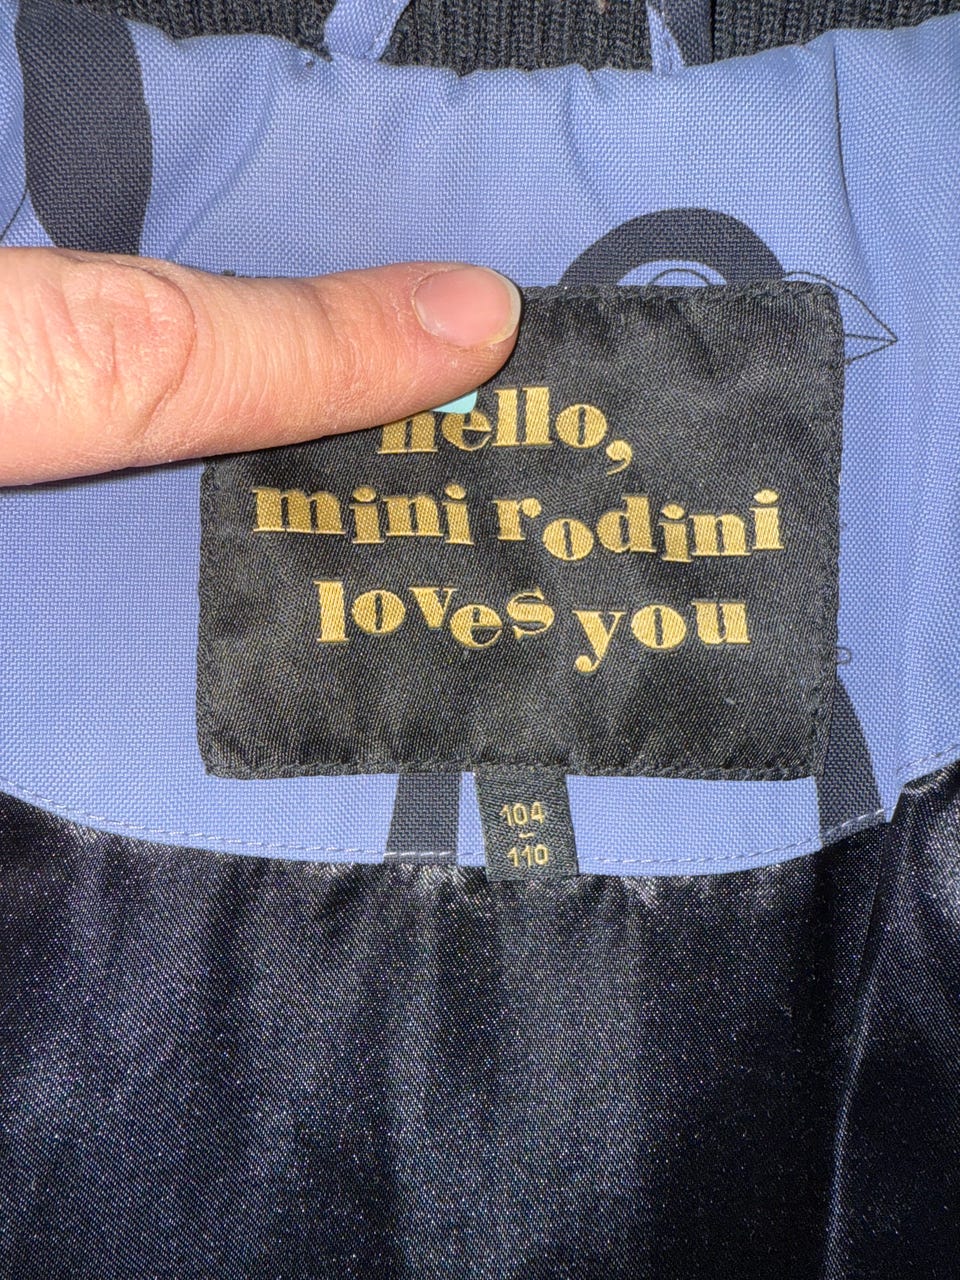 hello,
mini rodini
loves you
104
-
110